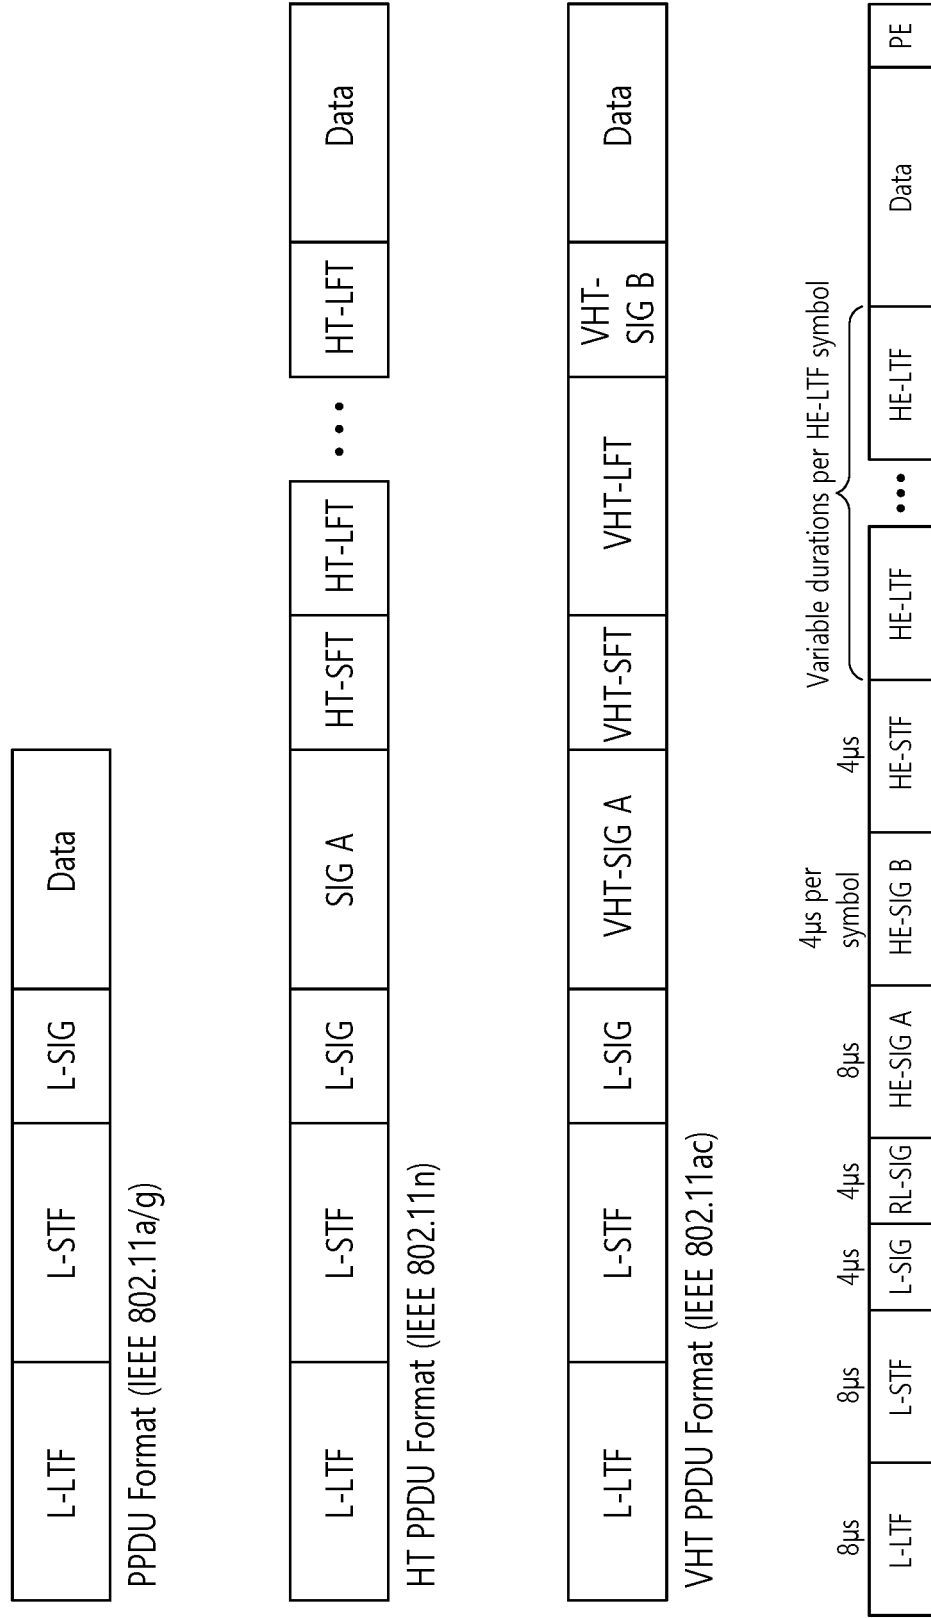 L-LTF
L-STF
L-SIG
Data
PPDU Format (IEEE 802.11a/g)
L-LTF
L-STF
L-SIG
SIG A
HT-SFT
HT-LFT
•••
HT-LFT
Data
HT PPDU Format (IEEE 802.11n)
L-LTF
L-STF
L-SIG
VHT-SIG A
VHT-SFT
VHT-LFT
VHT-
SIG B
Data
VHT PPDU Format (IEEE 802.11ac)
8μs
8μs
4μs
4μs
8μs
4μs per
symbol
4μs
Variable durations per HE-LTF symbol
L-LTF
L-STF
L-SIG
RL-SIG
HE-SIG A
HE-SIG B
HE-STF
HE-LTF
•••
HE-LTF
Data
PE